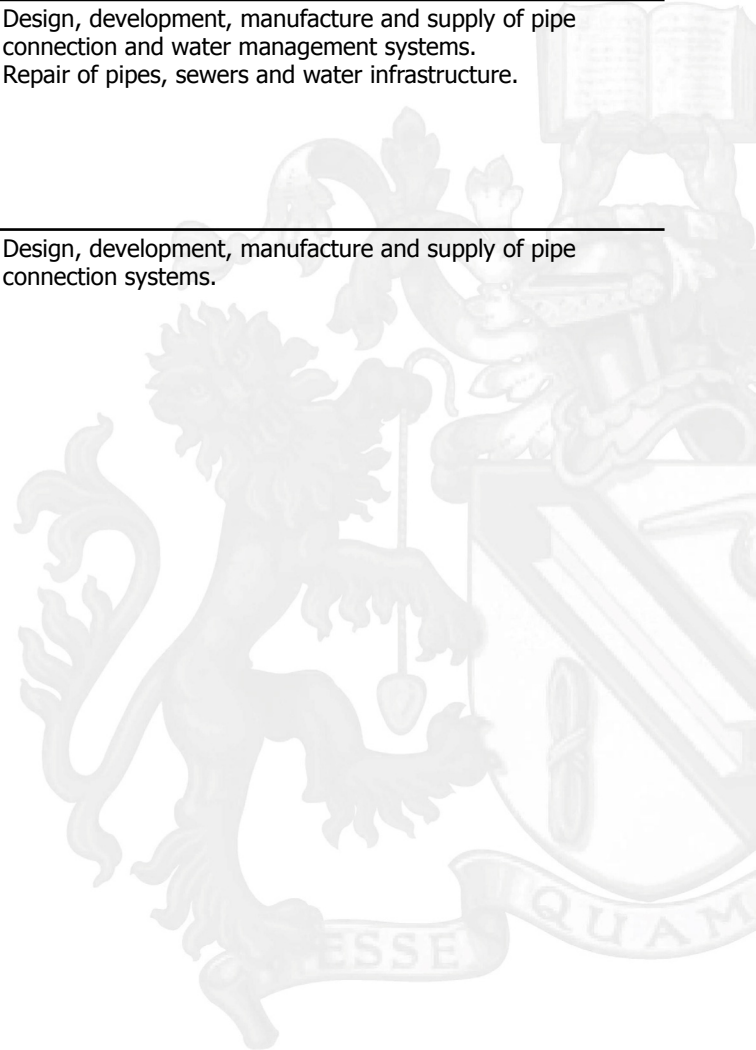 Design, development, manufacture and supply of pipe
connection and water management systems.
Repair of pipes, sewers and water infrastructure.
Design, development, manufacture and supply of pipe
connection systems.
ESSE
QUAM